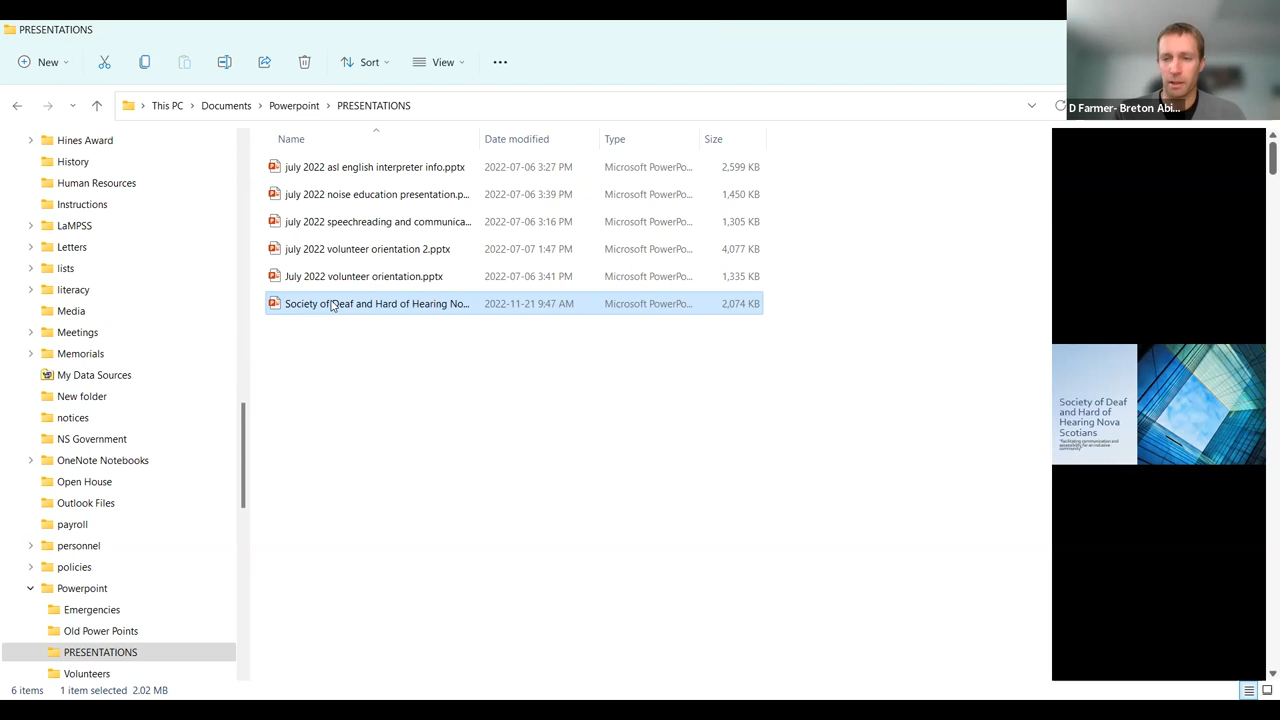 PRESENTATIONS
New
Sort
View
This PC
Documents
Powerpoint
PRESENTATIONS
D Farmer- Breton Abi...
Name Date modified Type Size
Hines Award
History
Human Resources
Instructions
LaMPSS
Letters
lists
literacy
Media
Meetings
Memorials
My Data Sources
New folder
notices
NS Government
OneNote Notebooks
Open House
Outlook Files
payroll
personnel
policies
Powerpoint
Emergencies
Old Power Points
PRESENTATIONS
Volunteers
july 2022 asl english interpreter info.pptx 2022-07-06 3:27 PM Microsoft PowerPo... 2,599 KB
july 2022 noise education presentation.p... 2022-07-06 3:39 PM Microsoft PowerPo... 1,450 KB
july 2022 speechreading and communica... 2022-07-06 3:16 PM Microsoft PowerPo... 1,305 KB
july 2022 volunteer orientation 2.pptx 2022-07-07 1:47 PM Microsoft PowerPo... 4,077 KB
July 2022 volunteer orientation.pptx 2022-07-06 3:41 PM Microsoft PowerPo... 1,335 KB
Society of Deaf and Hard of Hearing No... 2022-11-21 9:47 AM Microsoft PowerPo... 2,074 KB
Society of Deaf
and Hard of
Hearing Nova
Scotians
"Facilitating communication and
accessibility for an inclusive
community"
6 items 1 item selected 2.02 MB